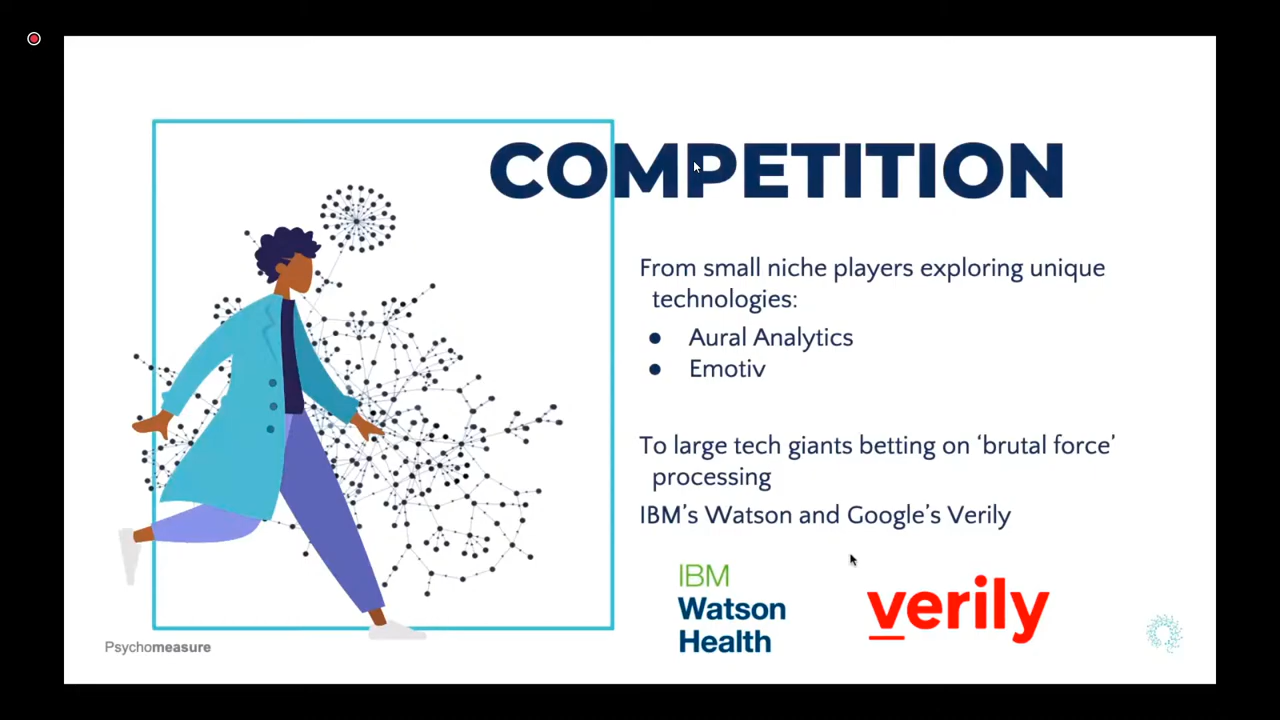 COMPETITION
From small niche players exploring unique
technologies:
● Aural Analytics
● Emotiv
To large tech giants betting on ‘brutal force’
processing
IBM’s Watson and Google’s Verily
IBM
Watson
Health
verily
Psychomeasure